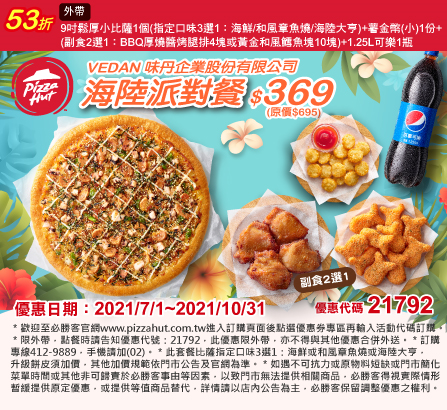 53折 外帶
9吋鬆厚小比薩1個(指定口味3選1：海鮮/和風章魚燒/海陸大亨)+薯金幣(小)1份+
(副食2選1：BBQ厚燒醬烤腿排4塊或黃金和風鱈魚塊10塊)+1.25L可樂1瓶
Pizza Hut
VEDAN 味丹企業股份有限公司
海陸派對餐 $369
(原價$695)
副食2選1
優惠日期：2021/7/1~2021/10/31 優惠代碼 21792
*歡迎至必勝客官網www.pizzahut.com.tw進入訂購頁面後點選優惠券專區再輸入活動代碼訂購。
*限外帶，點餐時請告知優惠代號：21792，此優惠限外帶，亦不得與其他優惠合併外送。*訂購
專線412-9889，手機請加(02)。*此套餐比薩指定口味3選1：海鮮或和風章魚燒或海陸大亨，
升級餅皮須加價，其他加價規範依門市公告及官網為準。*如遇不可抗力或原物料短缺或門市簡化
菜單時間或其他非可歸責於必勝客事由等因素，以致門市無法提供相關商品，必勝客得視實際情形
暫緩提供原定優惠，或提供等值商品替代，詳情請以店內公告為主，必勝客保留調整優惠之權利。